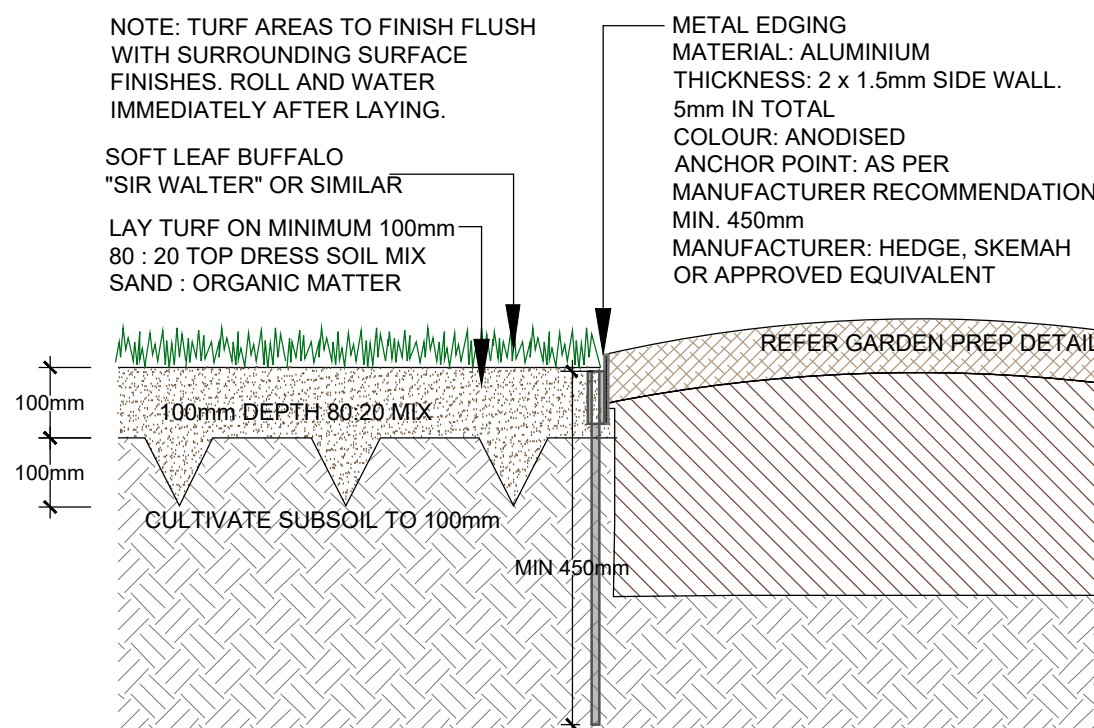 NOTE: TURF AREAS TO FINISH FLUSH
WITH SURROUNDING SURFACE
FINISHES. ROLL AND WATER
IMMEDIATELY AFTER LAYING.
SOFT LEAF BUFFALO
"SIR WALTER" OR SIMILAR
LAY TURF ON MINIMUM 100mm
80 : 20 TOP DRESS SOIL MIX
SAND : ORGANIC MATTER
METAL EDGING
MATERIAL: ALUMINIUM
THICKNESS: 2 x 1.5mm SIDE WALL.
5mm IN TOTAL
COLOUR: ANODISED
ANCHOR POINT: AS PER
MANUFACTURER RECOMMENDATION
MIN. 450mm
MANUFACTURER: HEDGE, SKEMAH
OR APPROVED EQUIVALENT
REFER GARDEN PREP DETAIL
100mm
100mm DEPTH 80:20 MIX
100mm
CULTIVATE SUBSOIL TO 100mm
MIN 450mm